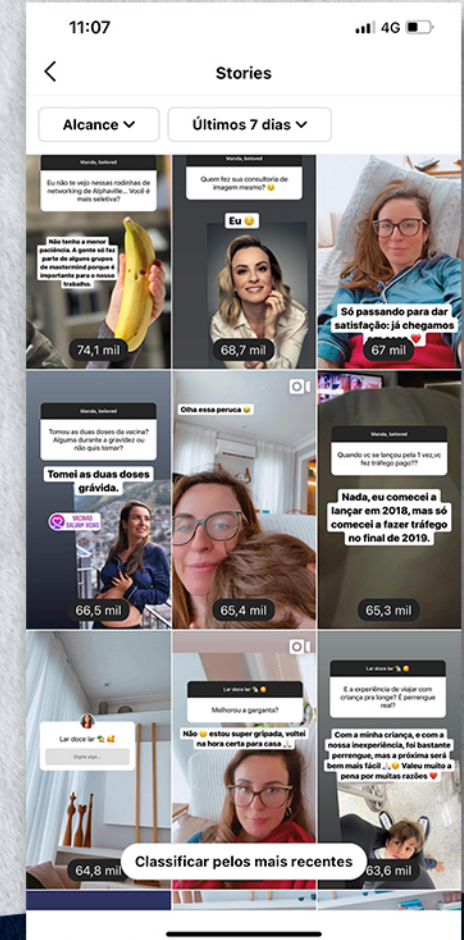 11:07
4G
Stories
Alcance
Últimos 7 dias
Manda, beloved
Eu não te vejo nessas rodinhas de
networking de Alphaville... Você é
mais seletiva?
Não tenho a menor
paciência. A gente só faz
parte de alguns grupos
de mastermind porque é
importante para o nosso
trabalho.
74,1 mil
Manda, beloved
Quem fez sua consultoria de
imagem mesmo?
Eu
68,7 mil
Só passando para dar
satisfação: já chegamos
67 mil
Manda, beloved
Tomou as duas doses da vacina?
Alguma durante a gravidez ou
não quis tomar?
Tomei as duas doses
grávida.
VACINAS
SALVAM VIDAS
66,5 mil
Olha essa peruca
65,4 mil
Manda, beloved
Quando vc se lançou pela 1 vez,vc
fez tráfego pago??
Nada, eu comecei a
lançar em 2018, mas só
comecei a fazer tráfego
no final de 2019.
65,3 mil
Lar doce lar
Digite algo...
64,8 mil
Lar doce lar
Melhorou a garganta?
Não estou super gripada, voltei
na hora certa para casa
Lar doce lar
E a experiência de viajar com
criança pra longe? É perrengue
real?
Com a minha criança, e com a
nossa inexperiência, foi bastante
perrengue, mas a próxima será
bem mais fácil Valeu muito a
pena por muitas razões
63,6 mil
Classificar pelos mais recentes